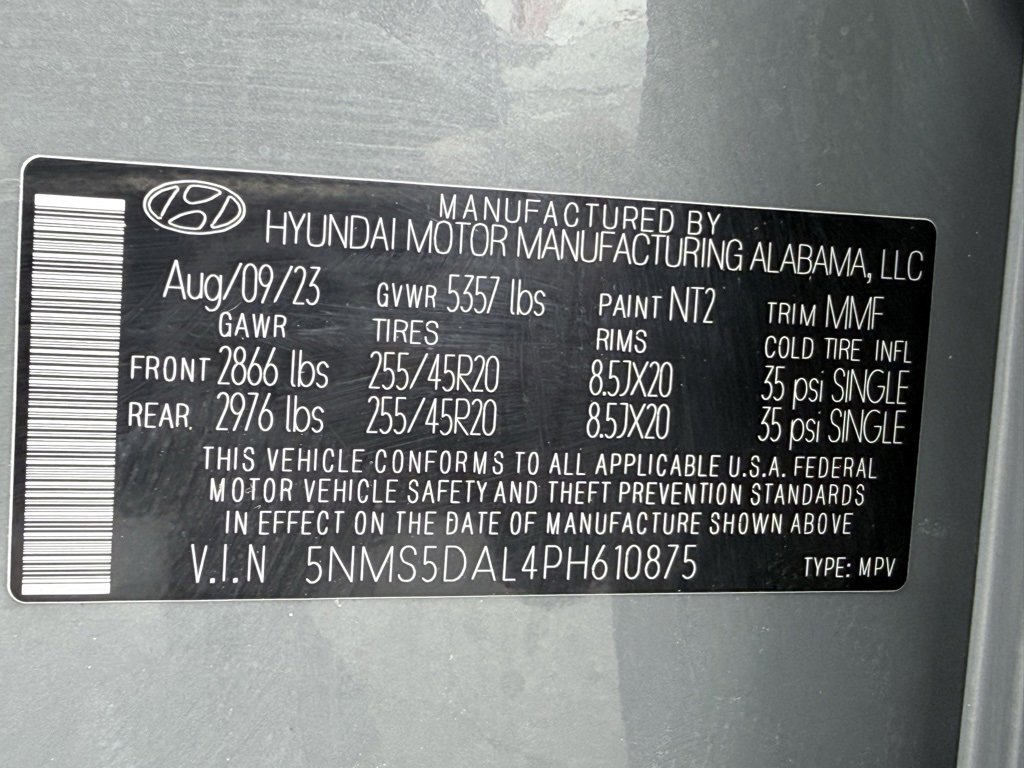 MANUFACTURED BY
HYUNDAI MOTOR MANUFACTURING ALABAMA, LLC
Aug/09/23 GVWR 5357 lbs PAINT NT2 TRIM MMF
GAWR TIRES RIMS COLD TIRE INFL
FRONT 2866 lbs 255/45R20 8.5JX20 35 psi SINGLE
REAR 2976 lbs 255/45R20 8.5JX20 35 psi SINGLE
THIS VEHICLE CONFORMS TO ALL APPLICABLE U.S.A. FEDERAL
MOTOR VEHICLE SAFETY AND THEFT PREVENTION STANDARDS
IN EFFECT ON THE DATE OF MANUFACTURE SHOWN ABOVE
V.I.N 5NMS5DAL4PH610875 TYPE: MPV